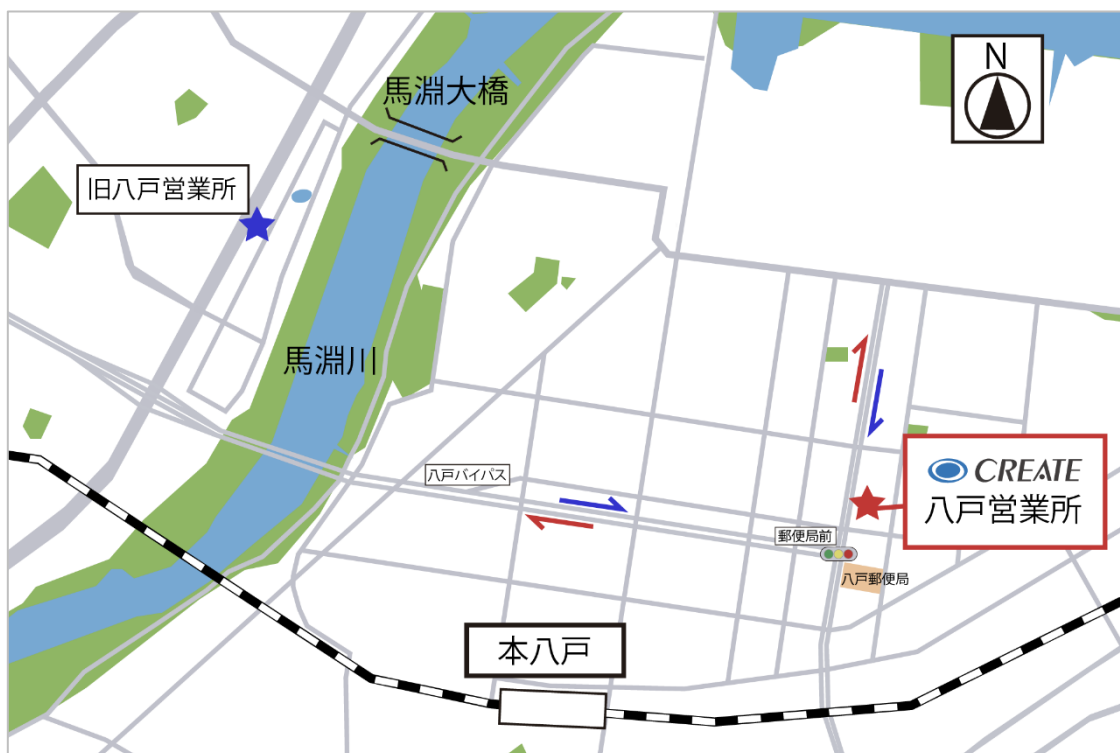 N
馬淵大橋
旧八戸営業所
馬淵川
CREATE
八戸営業所
八戸バイパス
郵便局前
八戸郵便局
本八戸